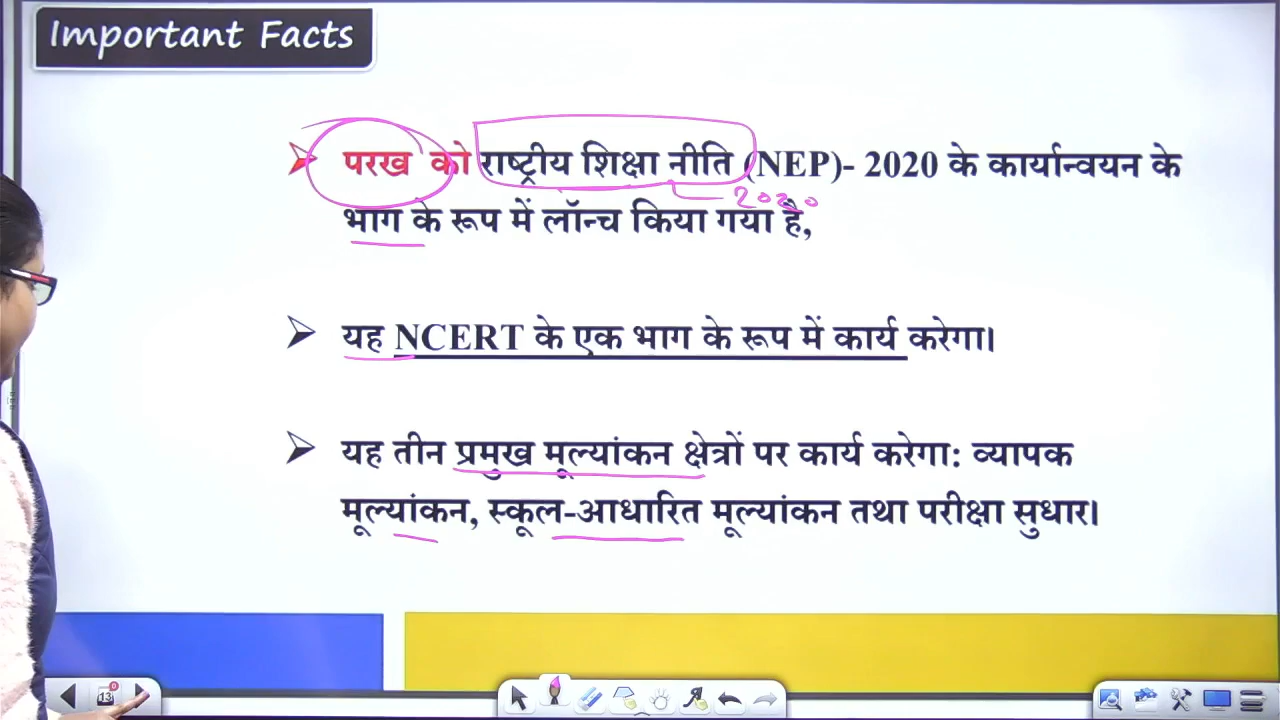 Important Facts
परख को राष्ट्रीय शिक्षा नीति (NEP)- 2020 के कार्यान्वयन के
2020
भाग के रूप में लॉन्च किया गया है,
यह NCERT के एक भाग के रूप में कार्य करेगा।
यह तीन प्रमुख मूल्यांकन क्षेत्रों पर कार्य करेगा: व्यापक
मूल्यांकन, स्कूल-आधारित मूल्यांकन तथा परीक्षा सुधार।
13